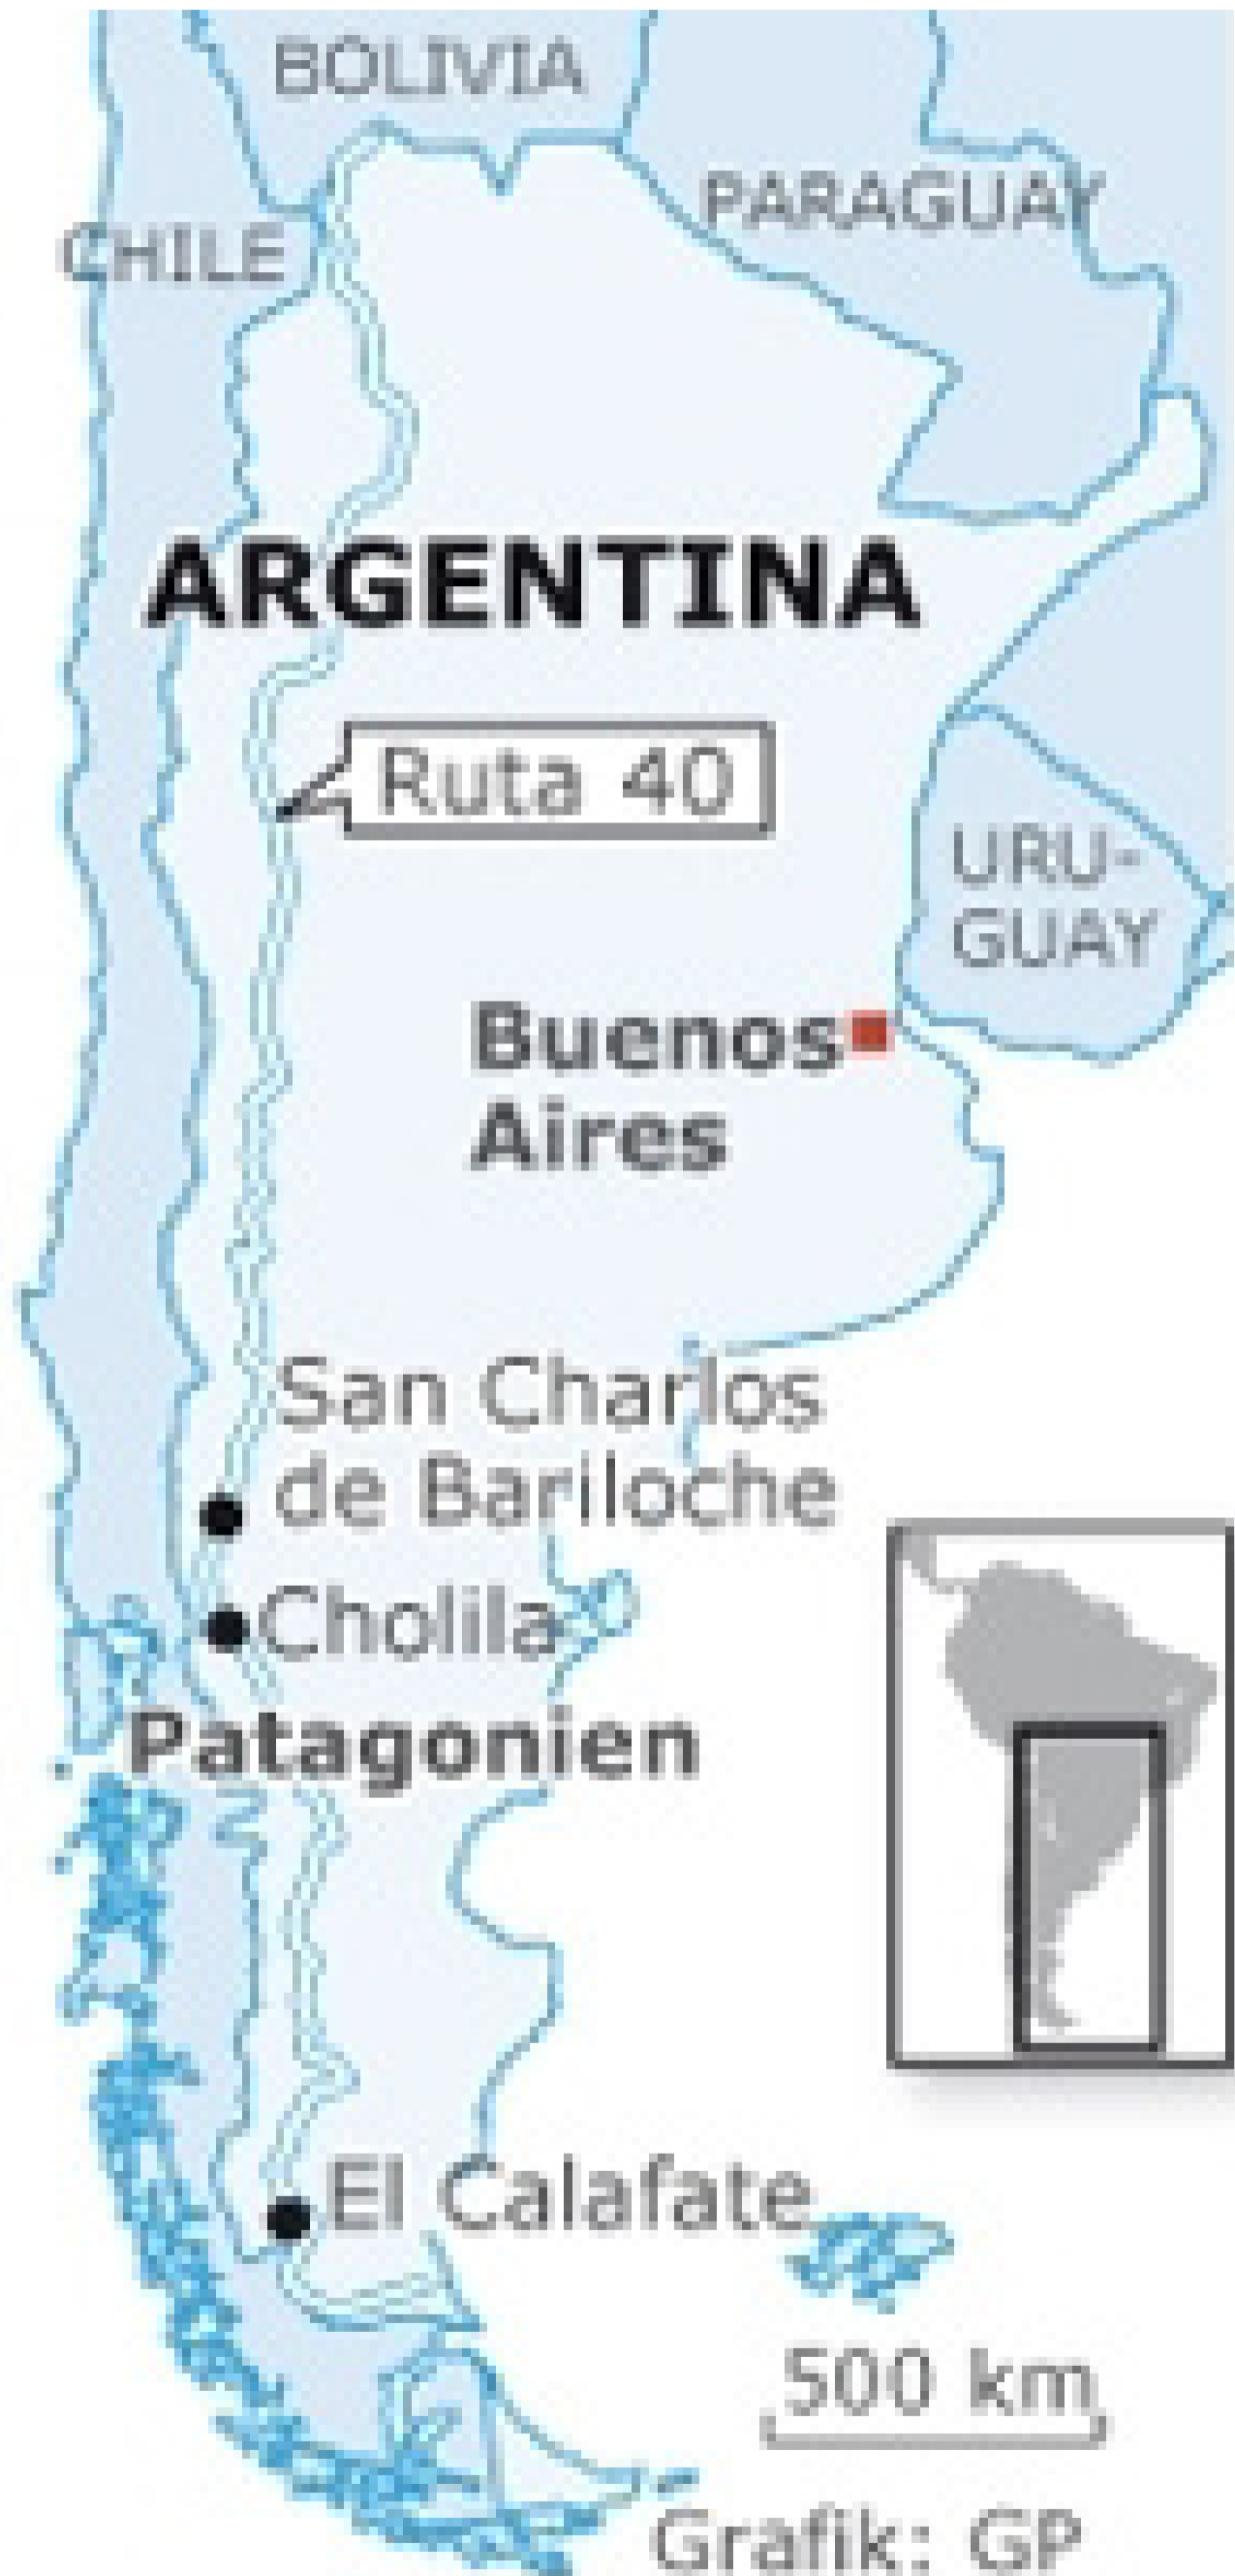 BOLIVIA
PARAGUAY
CHILE
ARGENTINA
Ruta 40
URU-
GUAY
Buenos
Aires
San Charlos
de Bariloche
Cholila
Patagonien
El Calafate
500 km
Grafik: GP